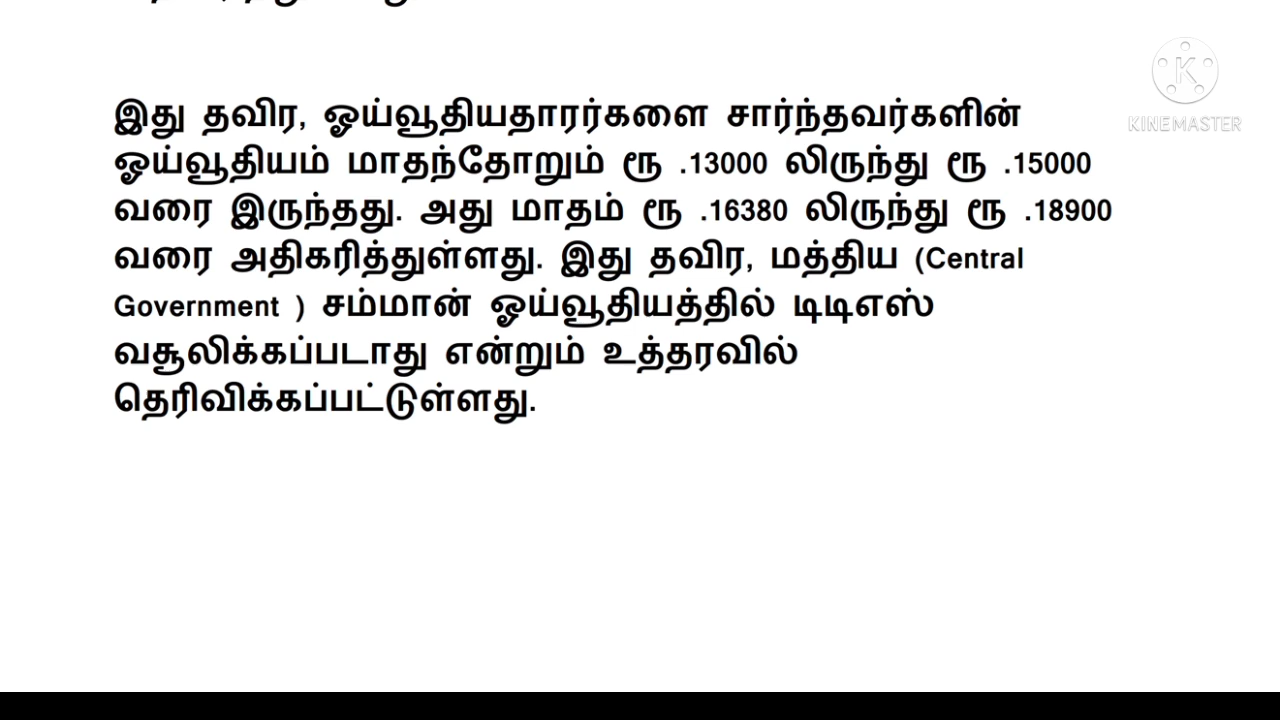 இது தவிர, ஓய்வூதியதாரர்களை சார்ந்தவர்களின்
ஓய்வூதியம் மாதந்தோறும் ரூ .13000 லிருந்து ரூ .15000
வரை இருந்தது. அது மாதம் ரூ .16380 லிருந்து ரூ .18900
வரை அதிகரித்துள்ளது. இது தவிர, மத்திய (Central
Government ) சம்மான் ஓய்வூதியத்தில் டிடிஎஸ்
வசூலிக்கப்படாது என்றும் உத்தரவில்
தெரிவிக்கப்பட்டுள்ளது.
K
KINEMASTER